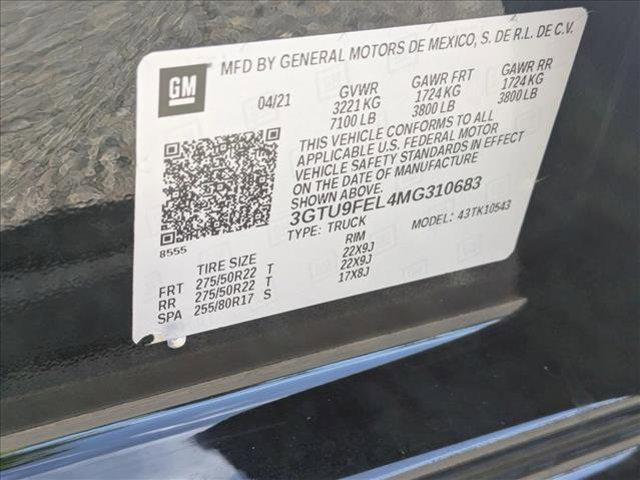 GM
MFD BY GENERAL MOTORS DE MEXICO, S. DE R.L. DE C.V.
04/21 GVWR GAWR FRT GAWR RR
3221 KG 1724 KG 1724 KG
7100 LB 3800 LB 3800 LB
THIS VEHICLE CONFORMS TO ALL
APPLICABLE U.S. FEDERAL MOTOR
VEHICLE SAFETY STANDARDS IN EFFECT
ON THE DATE OF MANUFACTURE
SHOWN ABOVE.
3GTU9FEL4MG310683
TYPE: TRUCK MODEL: 43TK10543
8555
TIRE SIZE RIM
FRT 275/50R22 T 22X9J
RR 275/50R22 T 22X9J
SPA 255/80R17 S 17X8J